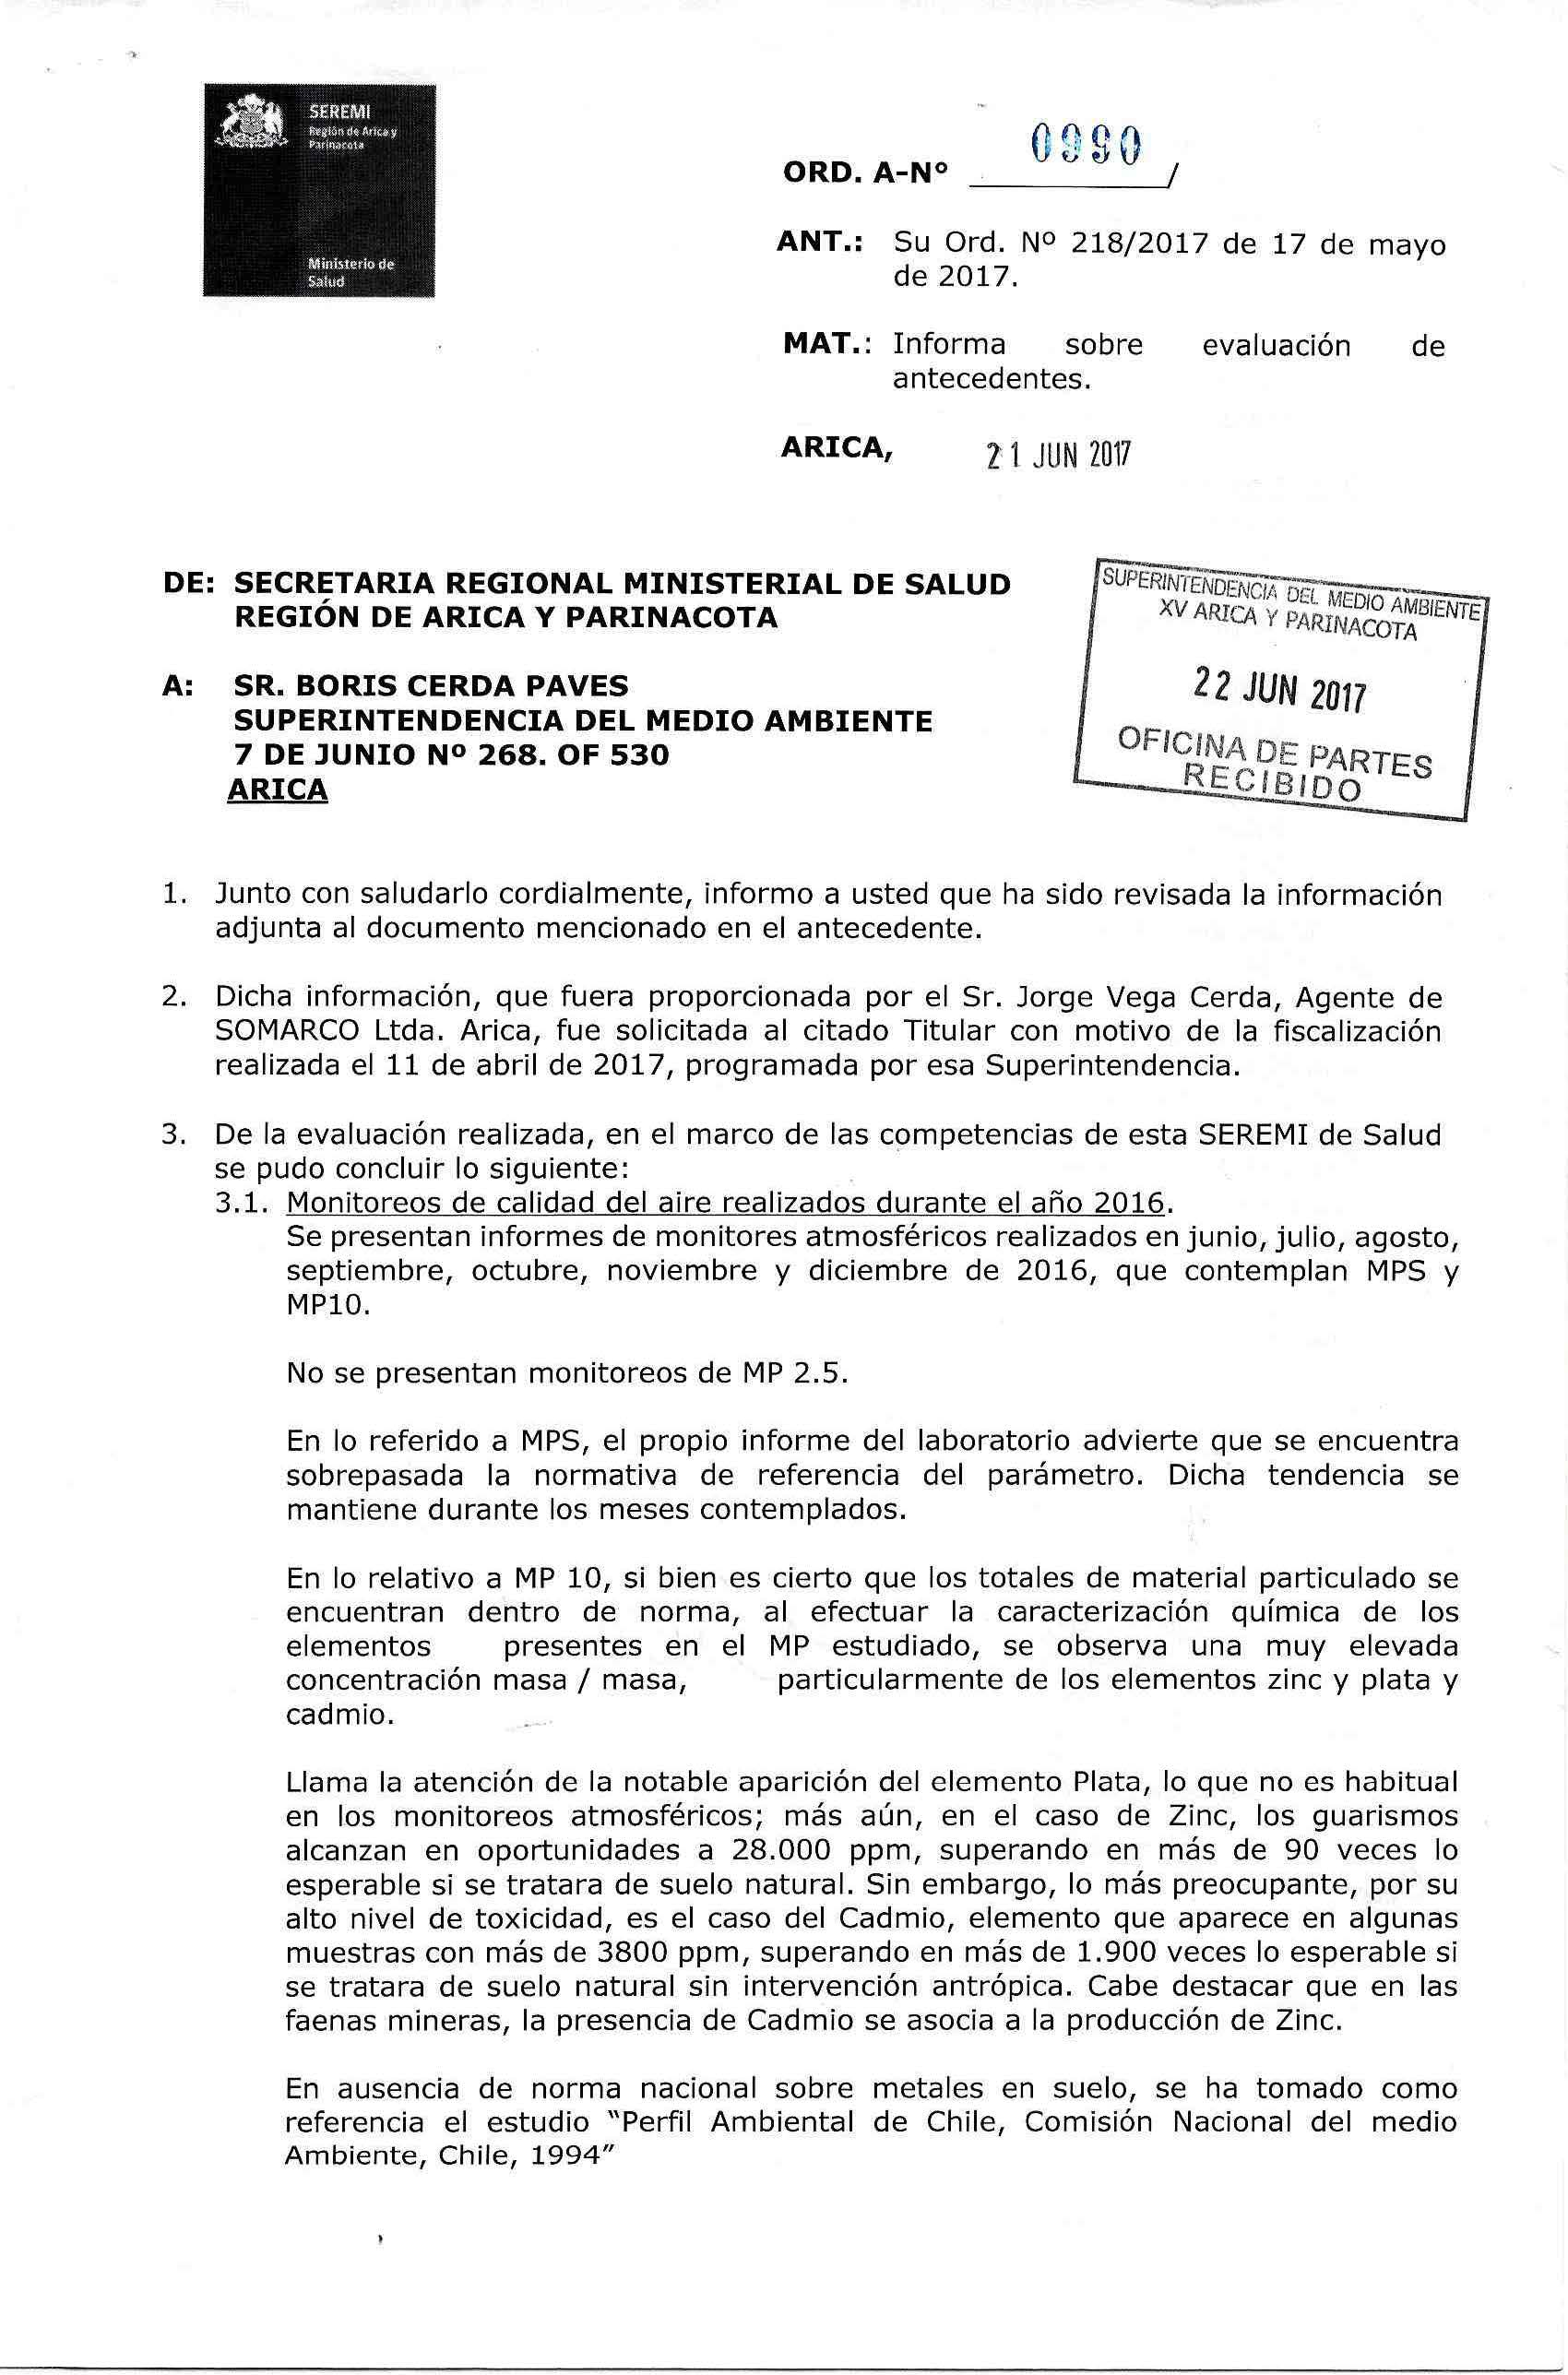 SEREMI
Región de Arica y
Parinacota
Ministerio de
Salud
ORD. A-Nº 0990 /
ANT.: Su Ord. Nº 218/2017 de 17 de mayo
de 2017.
MAT.: Informa sobre evaluación de
antecedentes.
ARICA, 21 JUN 2017
DE: SECRETARIA REGIONAL MINISTERIAL DE SALUD
REGIÓN DE ARICA Y PARINACOTA
A: SR. BORIS CERDA PAVES
SUPERINTENDENCIA DEL MEDIO AMBIENTE
7 DE JUNIO Nº 268. OF 530
ARICA
SUPERINTENDENCIA DEL MEDIO AMBIENTE
XV ARICA Y PARINACOTA
22 JUN 2017
OFICINA DE PARTES
RECIBIDO
1. Junto con saludarlo cordialmente, informo a usted que ha sido revisada la información
adjunta al documento mencionado en el antecedente.
2. Dicha información, que fuera proporcionada por el Sr. Jorge Vega Cerda, Agente de
SOMARCO Ltda. Arica, fue solicitada al citado Titular con motivo de la fiscalización
realizada el 11 de abril de 2017, programada por esa Superintendencia.
3. De la evaluación realizada, en el marco de las competencias de esta SEREMI de Salud
se pudo concluir lo siguiente:
3.1. Monitoreos de calidad del aire realizados durante el año 2016.
Se presentan informes de monitores atmosféricos realizados en junio, julio, agosto,
septiembre, octubre, noviembre y diciembre de 2016, que contemplan MPS y
MP10.
No se presentan monitoreos de MP 2.5.
En lo referido a MPS, el propio informe del laboratorio advierte que se encuentra
sobrepasada la normativa de referencia del parámetro. Dicha tendencia se
mantiene durante los meses contemplados.
En lo relativo a MP 10, si bien es cierto que los totales de material particulado se
encuentran dentro de norma, al efectuar la caracterización química de los
elementos presentes en el MP estudiado, se observa una muy elevada
concentración masa / masa, particularmente de los elementos zinc y plata y
cadmio.
Llama la atención de la notable aparición del elemento Plata, lo que no es habitual
en los monitoreos atmosféricos; más aún, en el caso de Zinc, los guarismos
alcanzan en oportunidades a 28.000 ppm, superando en más de 90 veces lo
esperable si se tratara de suelo natural. Sin embargo, lo más preocupante, por su
alto nivel de toxicidad, es el caso del Cadmio, elemento que aparece en algunas
muestras con más de 3800 ppm, superando en más de 1.900 veces lo esperable si
se tratara de suelo natural sin intervención antrópica. Cabe destacar que en las
faenas mineras, la presencia de Cadmio se asocia a la producción de Zinc.
En ausencia de norma nacional sobre metales en suelo, se ha tomado como
referencia el estudio "Perfil Ambiental de Chile, Comisión Nacional del medio
Ambiente, Chile, 1994"